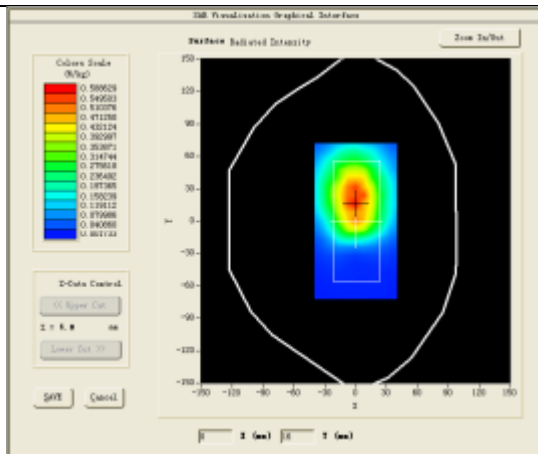 SAR Visualisation Graphical Interface
Surface Radiated Intensity
Zoom In/Out
Colors Scale
(W/kg)
0.588629
0.549503
0.510376
0.471250
0.432124
0.392997
0.353871
0.314744
0.275618
0.236492
0.197365
0.158239
0.119112
0.079986
0.040860
0.001733
150
120
90
60
30
0
-30
-60
-90
-120
-150
Y
-150 -120 -90 -60 -30 0 30 60 90 120 150
X
Z-Data Control
<< Upper Cut
Z = 5.0 mm
Lower Cut >>
SAVE Cancel
X (mm) 16 Y (mm)